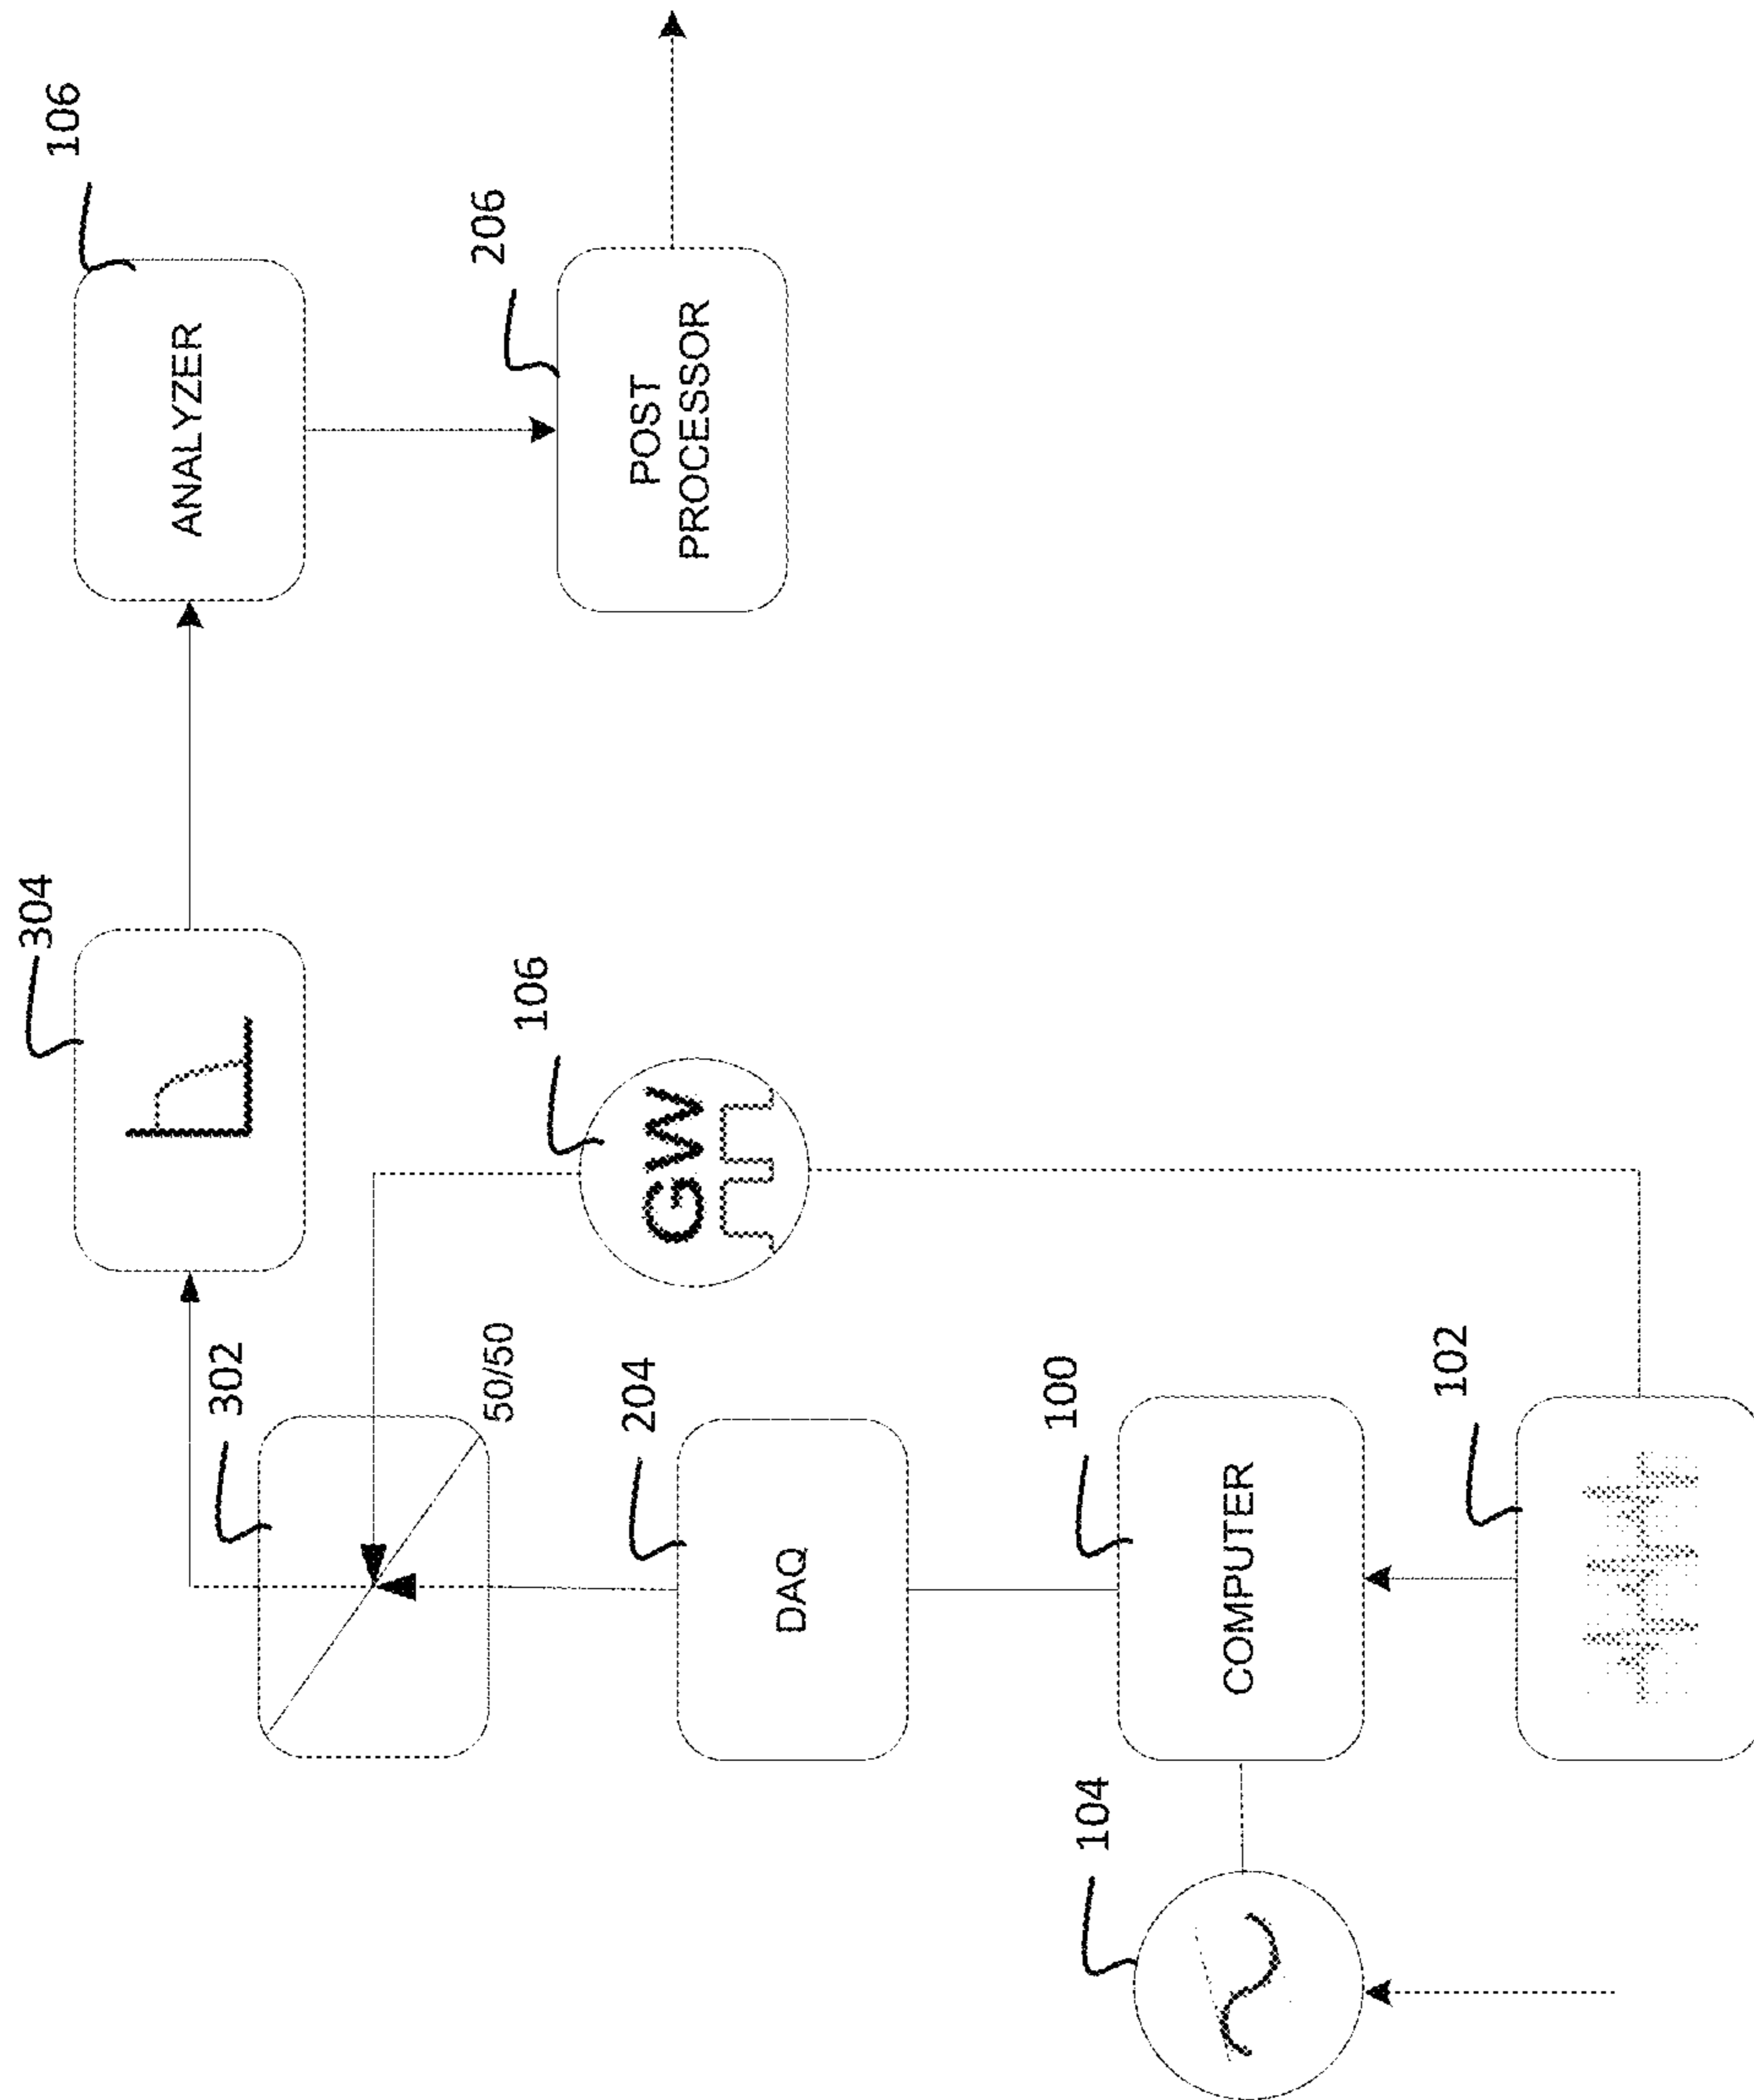 106
ANALYZER
206
POST
PROCESSOR
304
106
GW
302
50/50
204
DAQ
100
COMPUTER
102
104